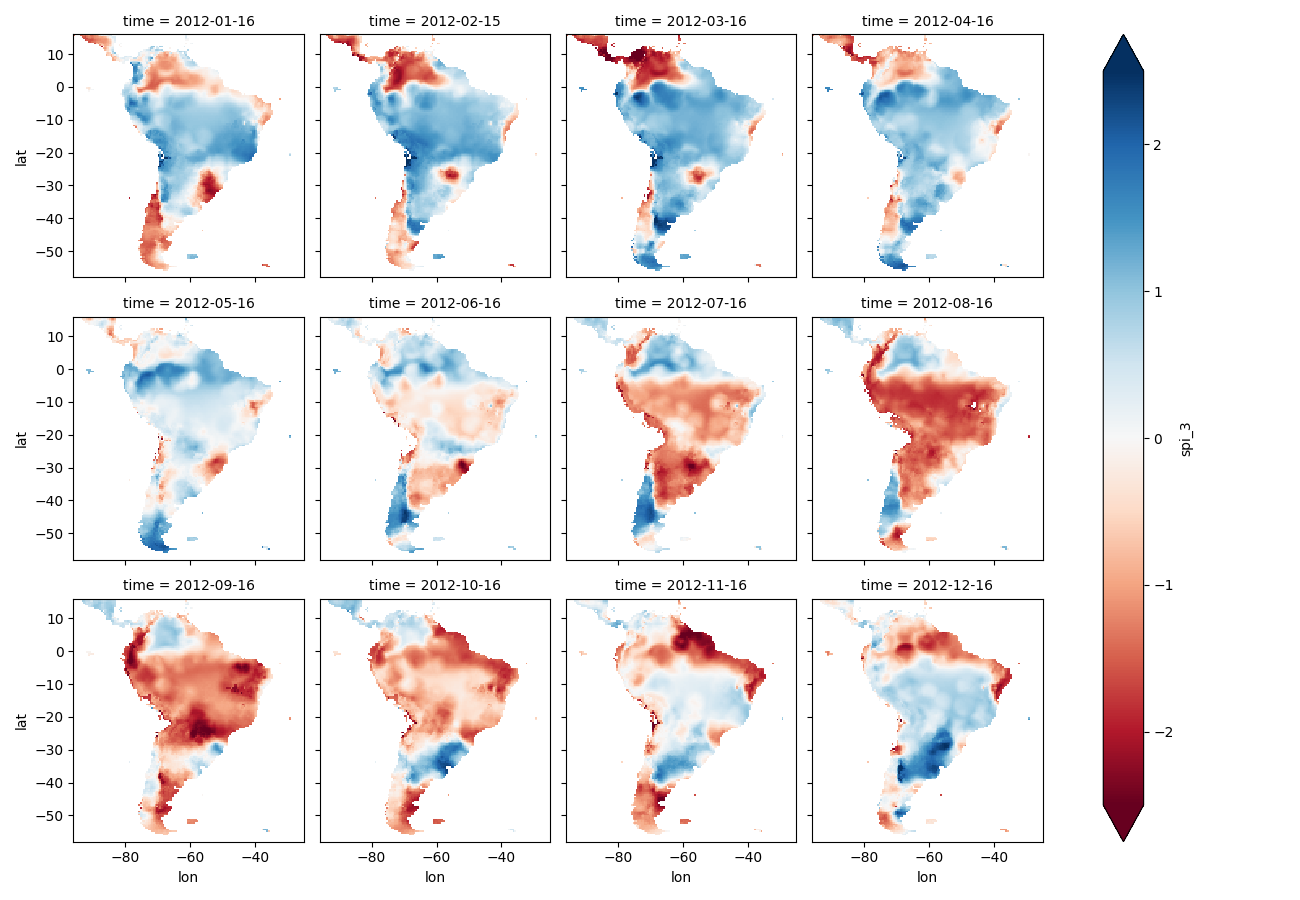 time = 2012-01-16
time = 2012-02-15
time = 2012-03-16
time = 2012-04-16
10
0
−10
−20
−30
−40
−50
lat
time = 2012-05-16
time = 2012-06-16
time = 2012-07-16
time = 2012-08-16
10
0
−10
−20
−30
−40
−50
lat
time = 2012-09-16
time = 2012-10-16
time = 2012-11-16
time = 2012-12-16
10
0
−10
−20
−30
−40
−50
lat
−80
−60
−40
lon
−80
−60
−40
lon
−80
−60
−40
lon
−80
−60
−40
lon
2
1
0
−1
−2
spi_3